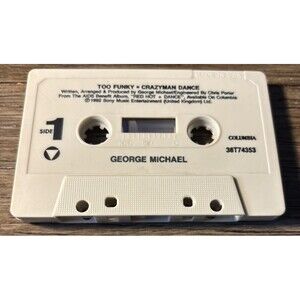 TOO FUNKY • CRAZYMAN DANCE
Written, Arranged & Produced by George Michael/Engineered By Chris Porter
From The AIDS Benefit Album, "RED HOT + DANCE", Available On Columbia
℗ 1992 Sony Music Entertainment (United Kingdom) Ltd.
SIDE 1
COLUMBIA
38T74353
GEORGE MICHAEL